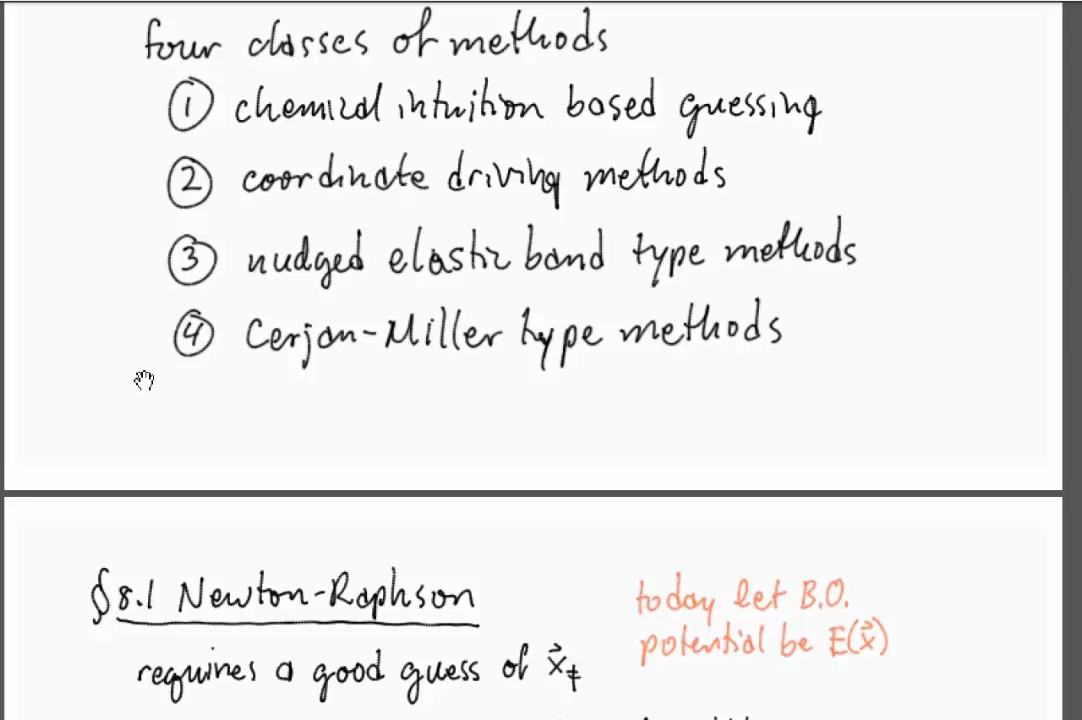 four classes of methods
① chemical intuition based guessing
② coordinate driving methods
③ nudged elastic band type methods
④ Cerjan-Miller type methods
§8.1 Newton-Raphson
today let B.O.
potential be E(x⃗)
requires a good guess of x⃗‡